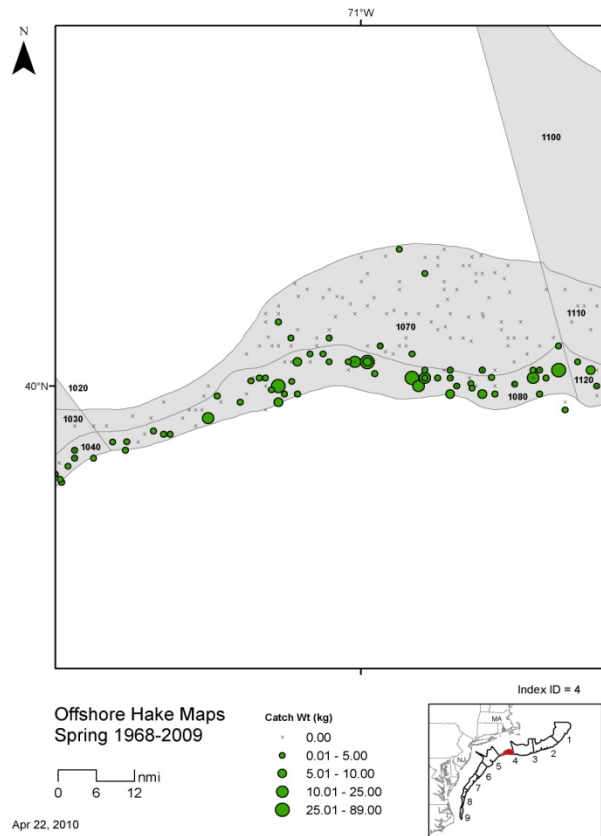 71°W
N
1100
1110
1070
40°N
1120
1020
1080
1030
1040
Index ID = 4
Offshore Hake Maps
Spring 1968-2009
Catch Wt (kg)
0.00
0.01 - 5.00
5.01 - 10.00
10.01 - 25.00
25.01 - 89.00
0 6 12 nmi
MA
NJ
1
2
3
4
5
6
7
8
9
Apr 22, 2010